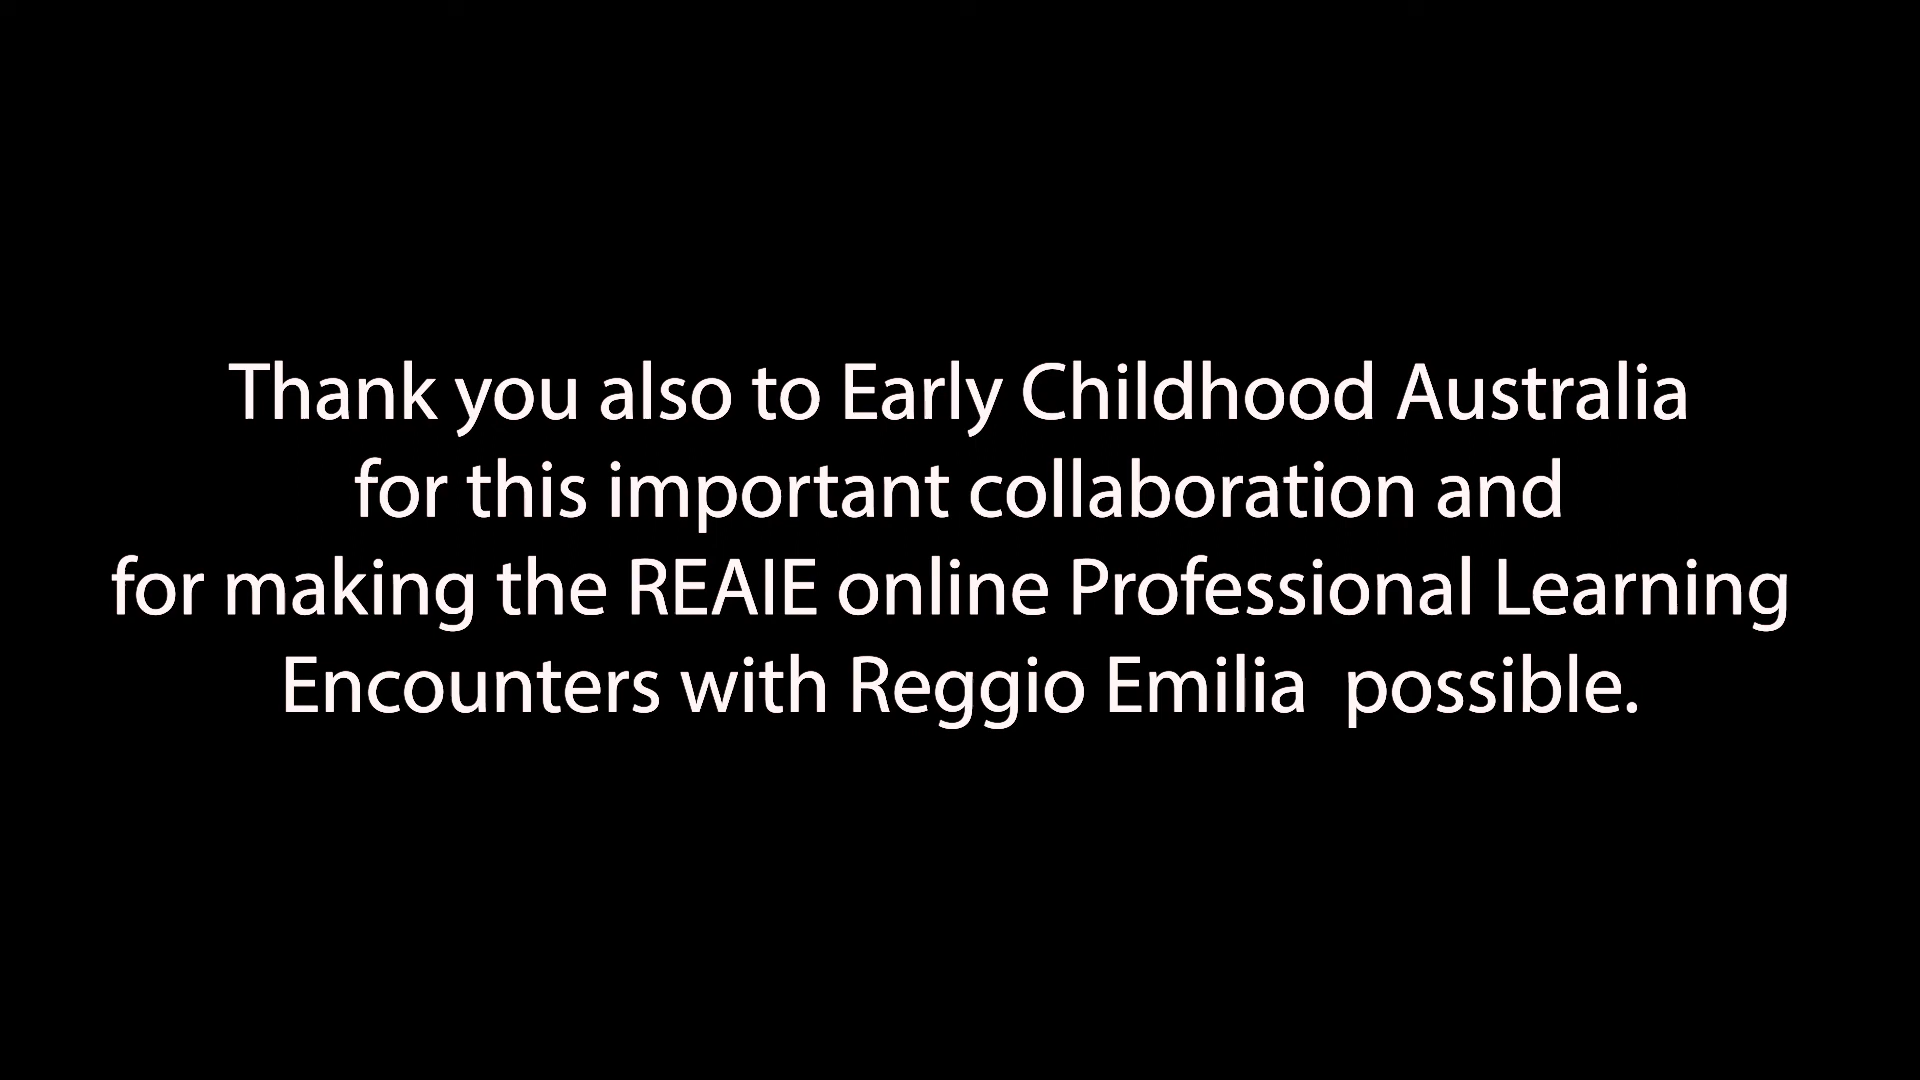 Thank you also to Early Childhood Australia
for this important collaboration and
for making the REAIE online Professional Learning
Encounters with Reggio Emilia  possible.